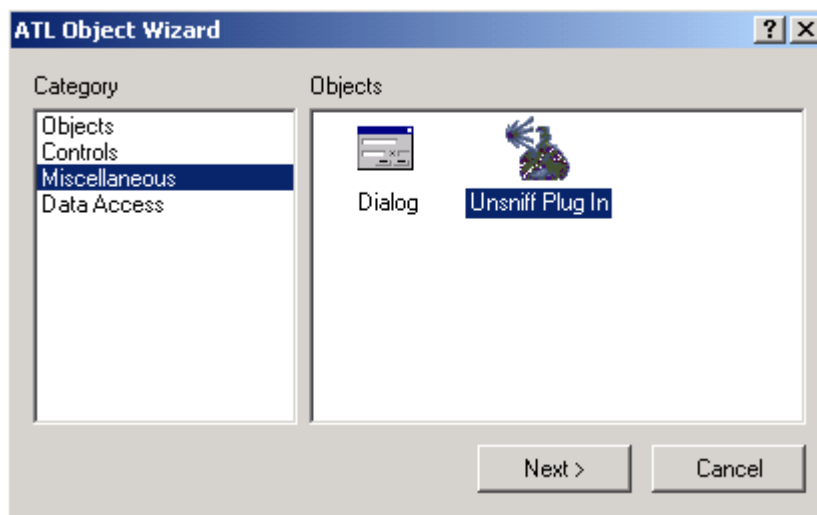 ATL Object Wizard
Category
Objects
Objects
Controls
Miscellaneous
Data Access
Dialog
Unsniff Plug In
Next >
Cancel